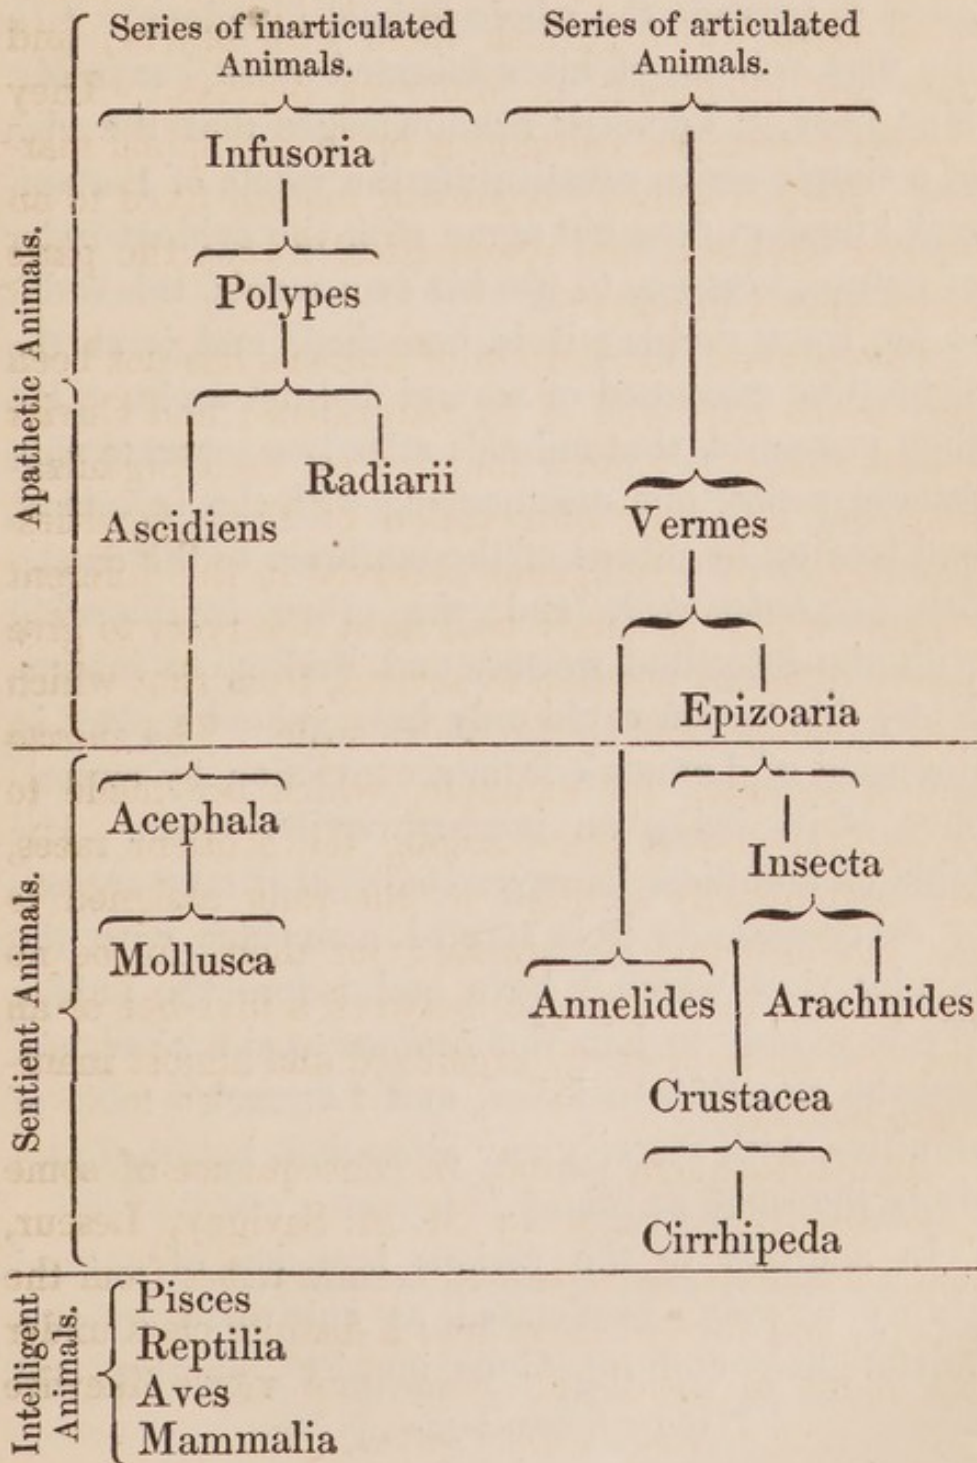 Series of inarticulated
Animals.
Series of articulated
Animals.
Apathetic Animals.
Infusoria
Polypes
Radiarii
Ascidiens
Vermes
Epizoaria
Sentient Animals.
Acephala
Mollusca
Insecta
Annelides
Arachnides
Crustacea
Cirrhipeda
Intelligent
Animals.
Pisces
Reptilia
Aves
Mammalia